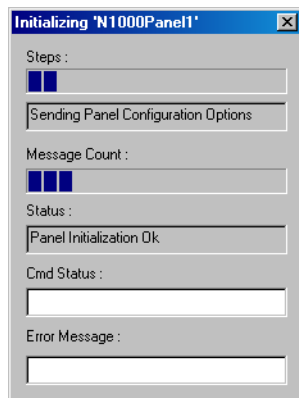 Initializing 'N1000Panel1'
Steps :
Sending Panel Configuration Options
Message Count :
Status :
Panel Initialization Ok
Cmd Status :
Error Message :